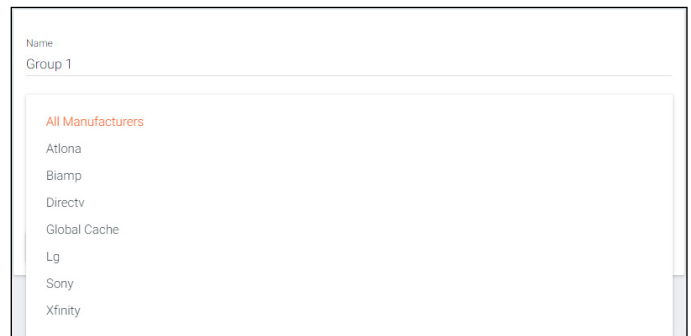 Name
Group 1
All Manufacturers
Atlona
Biamp
Directv
Global Cache
Lg
Sony
Xfinity